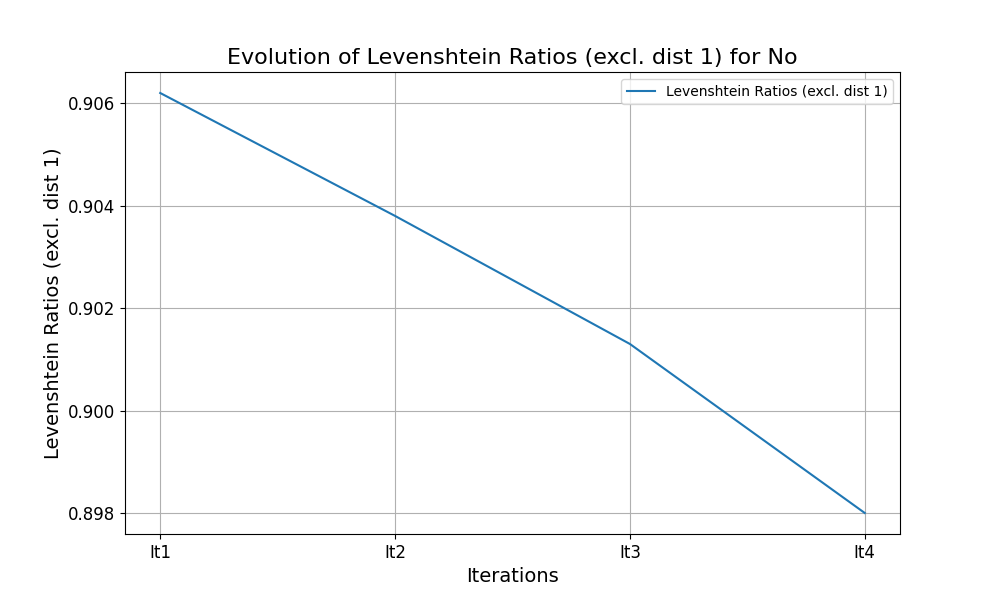 Evolution of Levenshtein Ratios (excl. dist 1) for No
Levenshtein Ratios (excl. dist 1)
Levenshtein Ratios (excl. dist 1)
0.906
0.904
0.902
0.900
0.898
It1 It2 It3 It4
Iterations